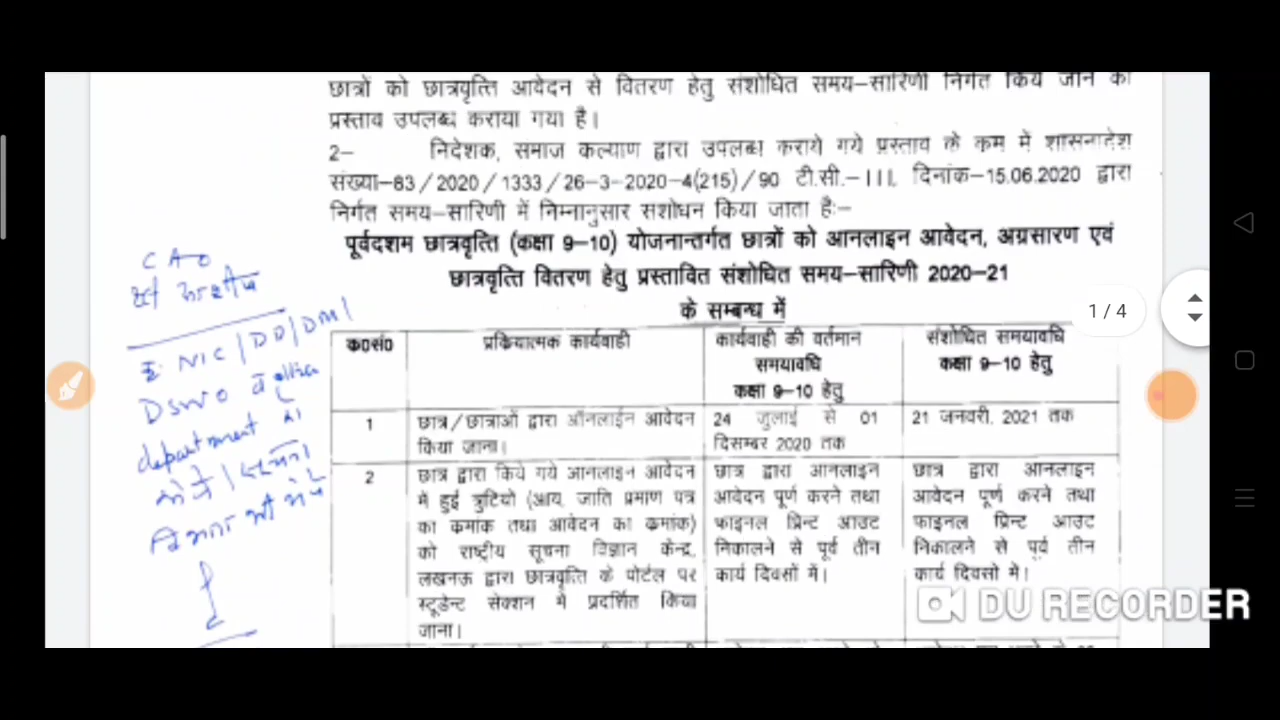 छात्रों को छात्रवृत्ति आवेदन से वितरण हेतु संशोधित समय–सारिणी निर्गत किये जाने का
प्रस्ताव उपलब्ध कराया गया है।
2– निदेशक, समाज कल्याण द्वारा उपलब्ध कराये गये प्रस्ताव के कम में शासनादेश
संख्या–83/2020/1333/26–3–2020–4(215)/90 टी.सी.–III, दिनांक–15.06.2020 द्वारा
निर्गत समय–सारिणी में निम्नानुसार संशोधन किया जाता है:–
पूर्वदशम छात्रवृत्ति (कक्षा 9–10) योजनान्तर्गत छात्रों को आनलाइन आवेदन, अग्रसारण एवं
छात्रवृत्ति वितरण हेतु प्रस्तावित संशोधित समय–सारिणी 2020–21
के सम्बन्ध में
C A O
NIC/DD/DM/
DSWO
department
1/4
क0सं0
प्रकियात्मक कार्यवाही
कार्यवाही की वर्तमान
समयावधि
कक्षा 9–10 हेतु
संशोधित समयावधि
कक्षा 9–10 हेतु
1
छात्र/छात्राओं द्वारा ऑनलाईन आवेदन
किया जाना।
24 जुलाई से 01
दिसम्बर 2020 तक
21 जनवरी, 2021 तक
2
छात्र द्वारा किये गये आनलाइन आवेदन
में हुई त्रुटियो (आय, जाति प्रमाण पत्र
का कमांक तथा आवेदन का कमांक)
को राष्ट्रीय सूचना विज्ञान केन्द्र,
लखनऊ द्वारा छात्रवृत्ति के पोर्टल पर
स्टूडेन्ट सेक्शन मे प्रदर्शित किया
जाना।
छात्र द्वारा आनलाइन
आवेदन पूर्ण करने तथा
फाइनल प्रिन्ट आउट
निकालने से पूर्व तीन
कार्य दिवसों में।
छात्र द्वारा आनलाइन
आवेदन पूर्ण करने तथा
फाइनल प्रिन्ट आउट
निकालने से पूर्व तीन
कार्य दिवसो में।
DU RECORDER